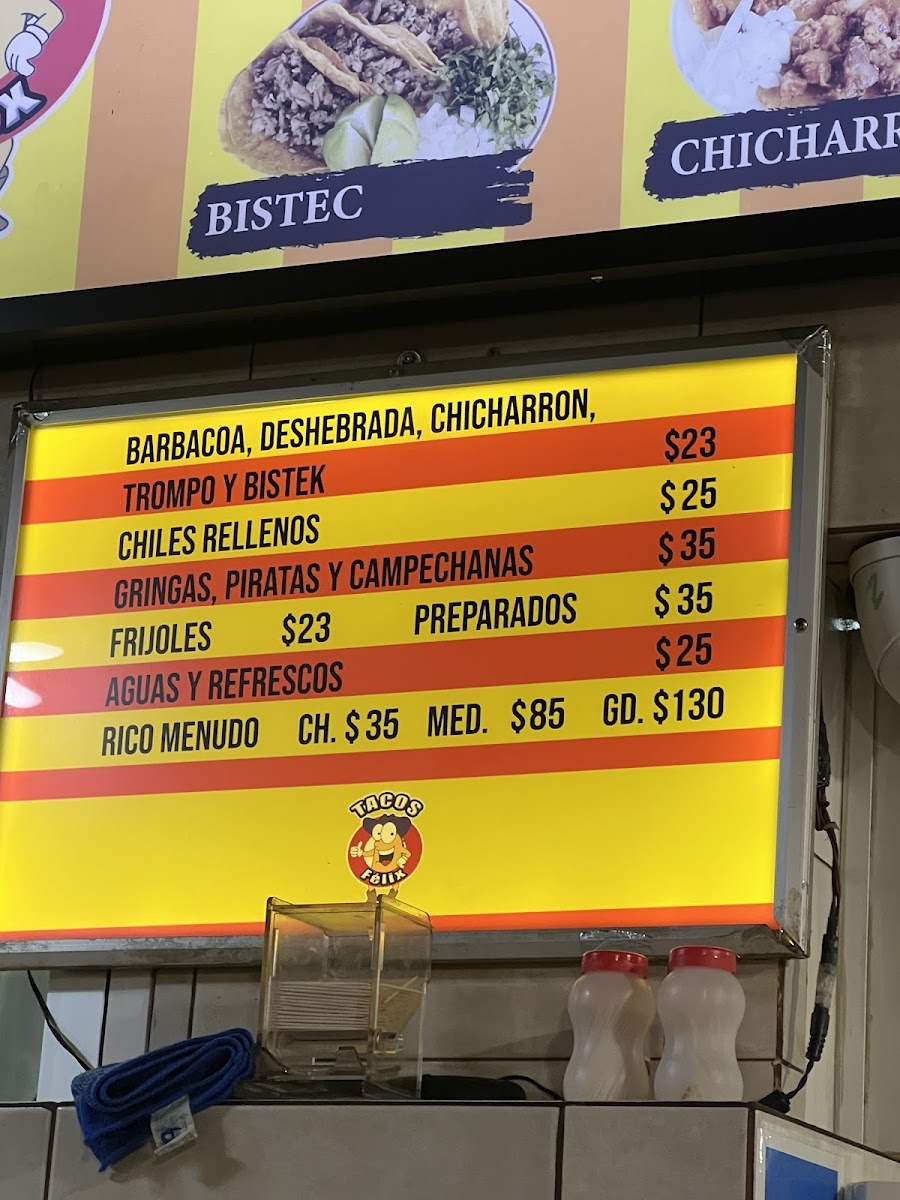 X
BISTEC
CHICHARR
BARBACOA, DESHEBRADA, CHICHARRON,
TROMPO Y BISTEK $23
CHILES RELLENOS $25
GRINGAS, PIRATAS Y CAMPECHANAS $35
FRIJOLES $23 PREPARADOS $35
AGUAS Y REFRESCOS $25
RICO MENUDO CH. $35 MED. $85 GD. $130
TACOS
Félix